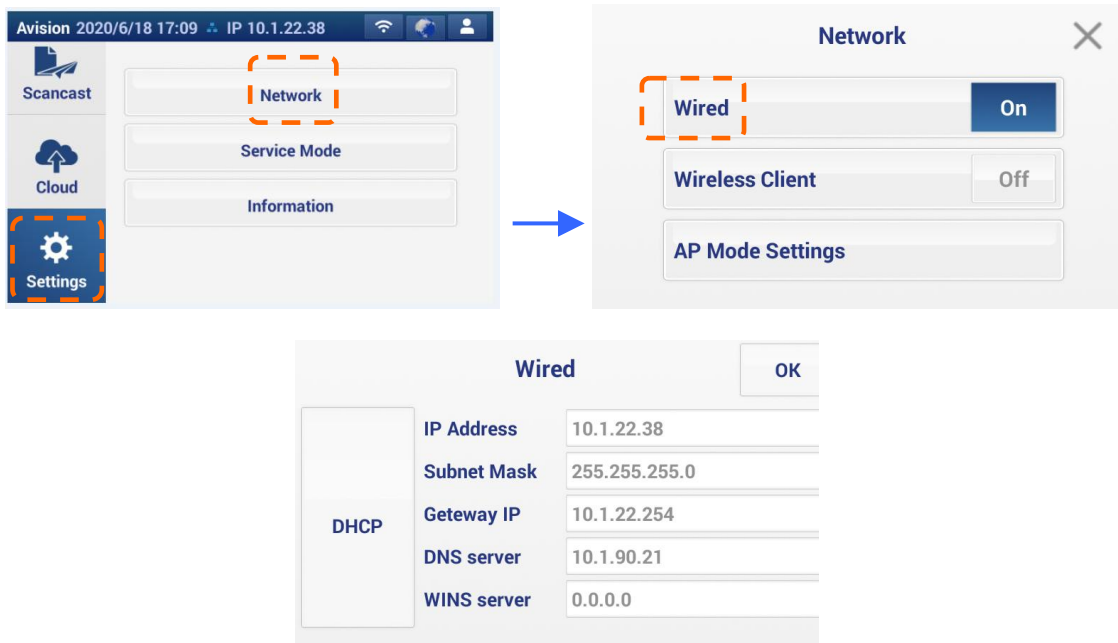 Avision 2020/6/18 17:09 IP 10.1.22.38
Scancast
Cloud
Settings
Network
Service Mode
Information
Network
Wired On
Wireless Client Off
AP Mode Settings
Wired OK
DHCP
IP Address 10.1.22.38
Subnet Mask 255.255.255.0
Geteway IP 10.1.22.254
DNS server 10.1.90.21
WINS server 0.0.0.0